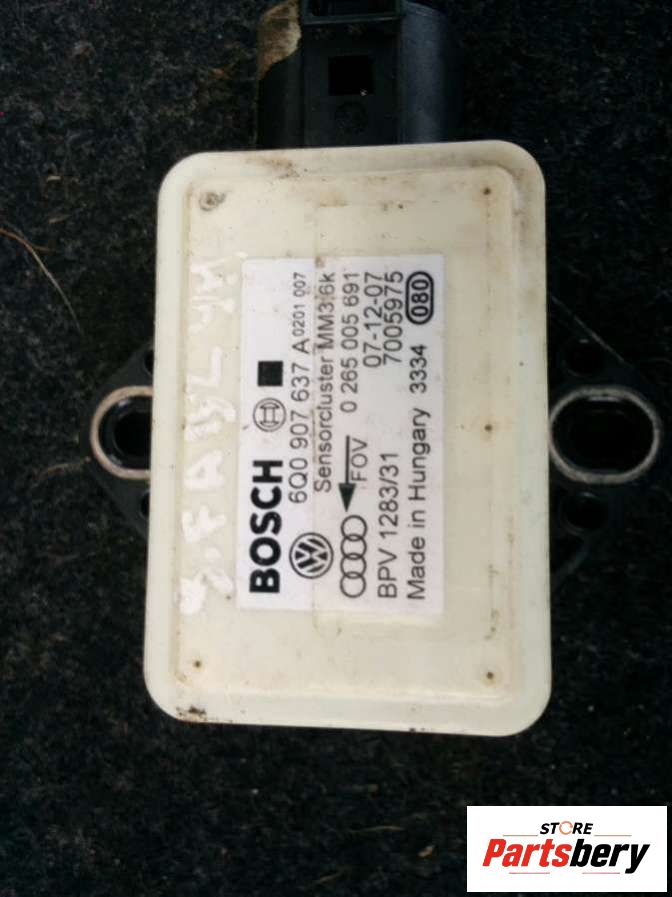 BOSCH
6Q0 907 637 A 0201 007
Sensorcluster MM3.6k
FOV 0 265 005 691
BPV 1283/31 07-12-07
7005975
Made in Hungary 3334 080
STORE
Partsbery